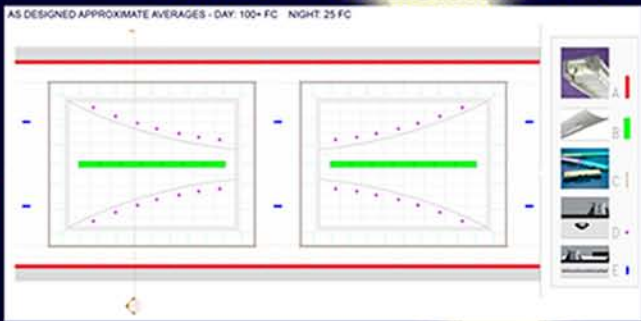 AS DESIGNED APPROXIMATE AVERAGES - DAY: 100+ FC NIGHT: 25 FC
A
B
C
D
E